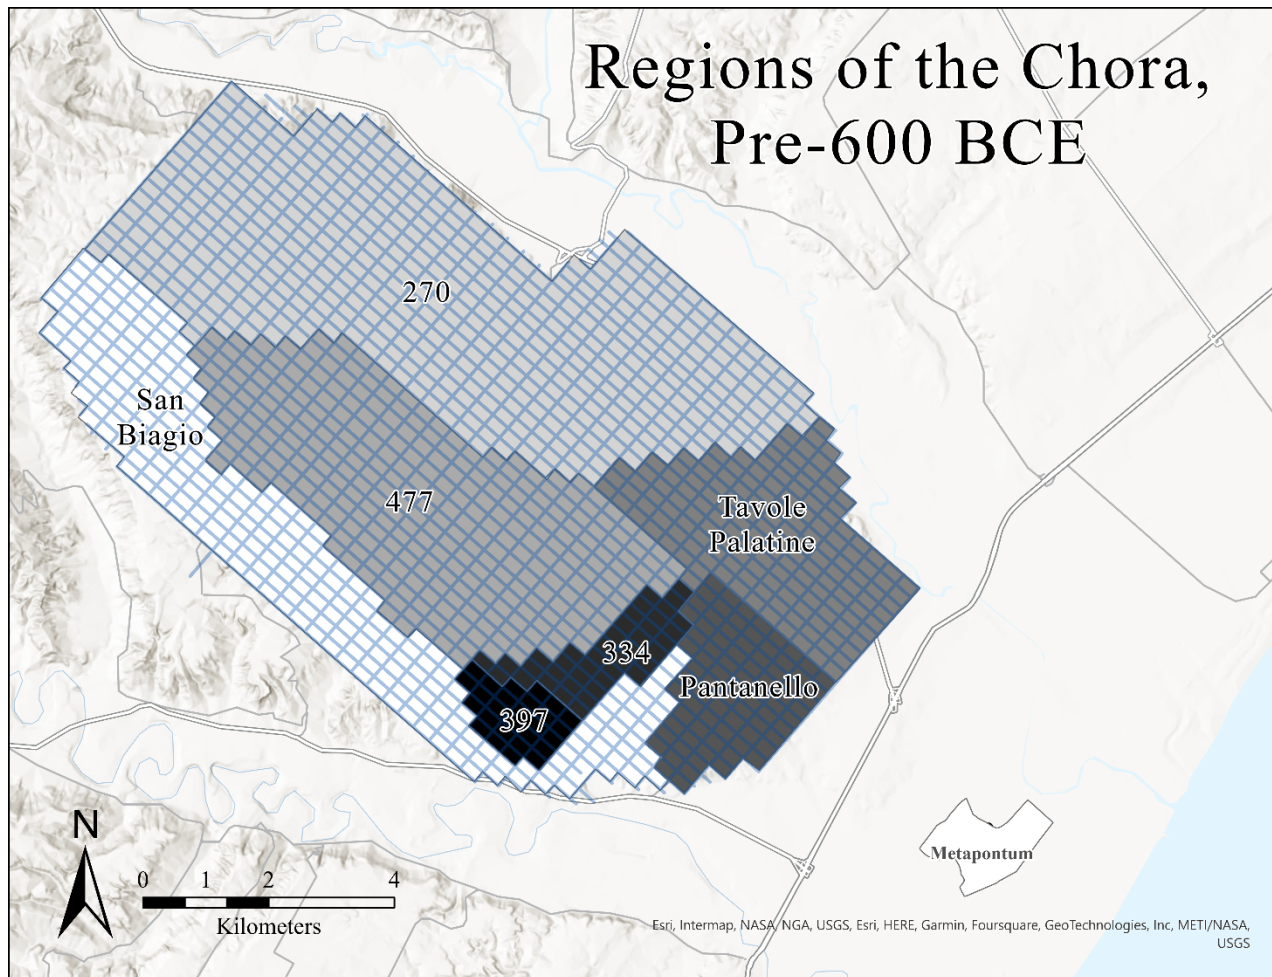 Regions of the Chora,
Pre-600 BCE
270
San
Biagio
477
Tavole
Palatine
334
Pantanello
397
N
0 1 2 4
Kilometers
Metapontum
Esri, Intermap, NASA, NGA, USGS, Esri, HERE, Garmin, Foursquare, GeoTechnologies, Inc, METI/NASA,
USGS